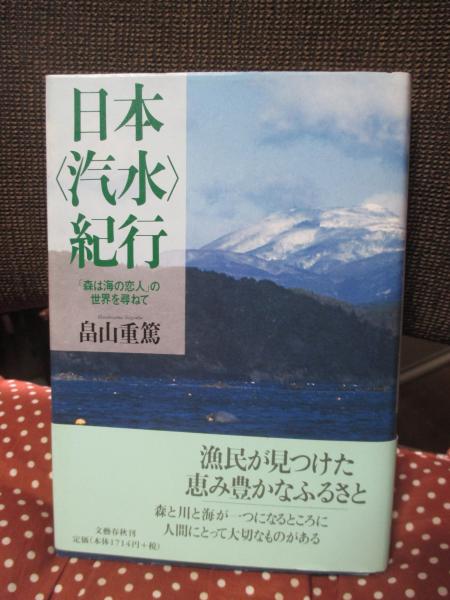 日本
〈汽水〉
紀行
「森は海の恋人」の
世界を尋ねて
畠山重篤
漁民が見つけた
恵み豊かなふるさと
森と川と海が一つになるところに
人間にとって大切なものがある
文藝春秋刊
定価(本体1714円+税)